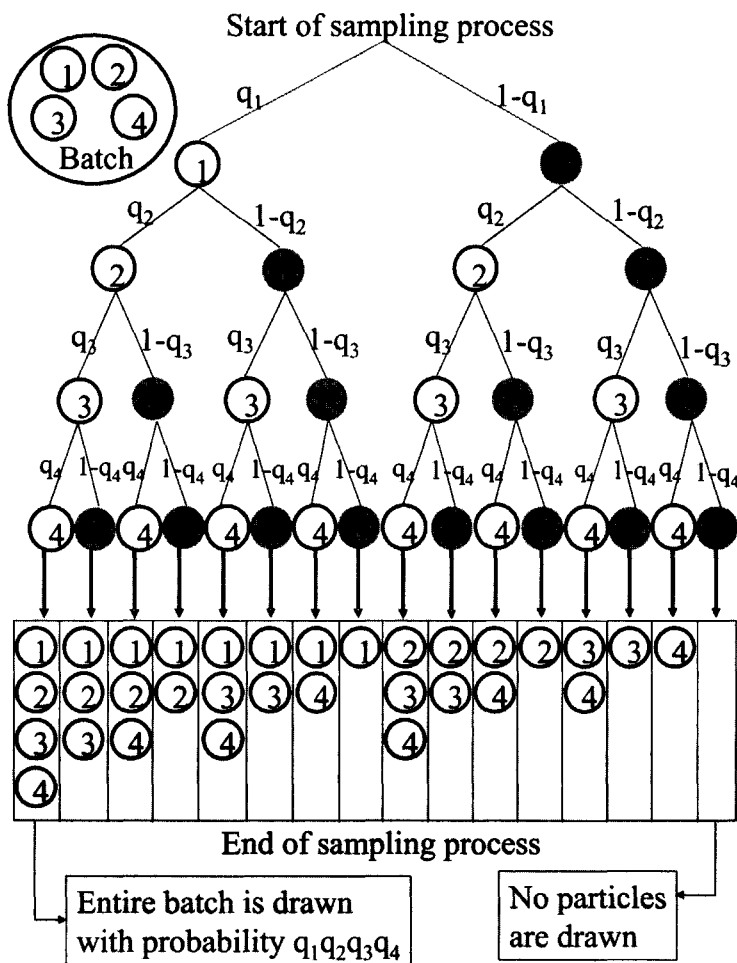 Start of sampling process
1 2
3 4
Batch
q₁ 1-q₁
1
q₂ 1-q₂ q₂ 1-q₂
2 2
q₃ 1-q₃ q₃ 1-q₃ q₃ 1-q₃ q₃ 1-q₃
3 3 3 3
q₄ 1-q₄ q₄ 1-q₄ q₄ 1-q₄ q₄ 1-q₄ q₄ 1-q₄ q₄ 1-q₄ q₄ 1-q₄ q₄ 1-q₄
4 4 4 4 4 4 4 4
1 1 1 1 1 1 1 1 2 2 2 2 3 3 4
2 2 2 2 3 3 4 3 3 4 4
3 3 4 4 4
4
End of sampling process
Entire batch is drawn
with probability q₁q₂q₃q₄
No particles
are drawn